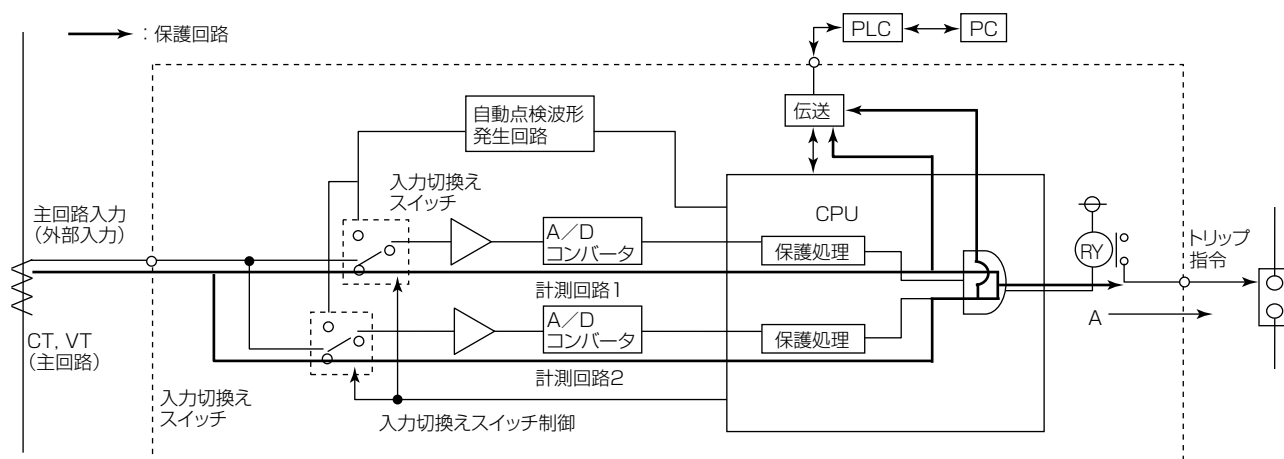 ：保護回路
PLC
PC
伝送
自動点検波形
発生回路
入力切換え
スイッチ
CPU
主回路入力
（外部入力）
A／D
コンバータ
保護処理
RY
トリップ
指令
計測回路1
A
CT, VT
（主回路）
A／D
コンバータ
保護処理
計測回路2
入力切換え
スイッチ
入力切換えスイッチ制御